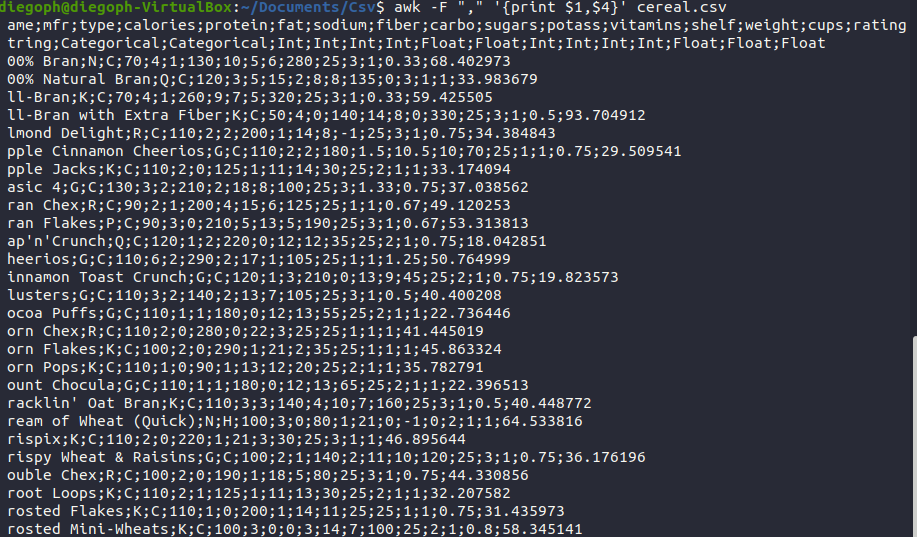 diegoph@diegoph-VirtualBox:~/Documents/Csv$ awk -F "," '{print $1,$4}' cereal.csv
ame;mfr;type;calories;protein;fat;sodium;fiber;carbo;sugars;potass;vitamins;shelf;weight;cups;rating
tring;Categorical;Categorical;Int;Int;Int;Int;Float;Float;Int;Int;Int;Int;Float;Float;Float
00% Bran;N;C;70;4;1;130;10;5;6;280;25;3;1;0.33;68.402973
00% Natural Bran;Q;C;120;3;5;15;2;8;8;135;0;3;1;1;33.983679
ll-Bran;K;C;70;4;1;260;9;7;5;320;25;3;1;0.33;59.425505
ll-Bran with Extra Fiber;K;C;50;4;0;140;14;8;0;330;25;3;1;0.5;93.704912
lmond Delight;R;C;110;2;2;200;1;14;8;-1;25;3;1;0.75;34.384843
pple Cinnamon Cheerios;G;C;110;2;2;180;1.5;10.5;10;70;25;1;1;0.75;29.509541
pple Jacks;K;C;110;2;0;125;1;11;14;30;25;2;1;1;33.174094
asic 4;G;C;130;3;2;210;2;18;8;100;25;3;1.33;0.75;37.038562
ran Chex;R;C;90;2;1;200;4;15;6;125;25;1;1;0.67;49.120253
ran Flakes;P;C;90;3;0;210;5;13;5;190;25;3;1;0.67;53.313813
ap'n'Crunch;Q;C;120;1;2;220;0;12;12;35;25;2;1;0.75;18.042851
heerios;G;C;110;6;2;290;2;17;1;105;25;1;1;1.25;50.764999
innamon Toast Crunch;G;C;120;1;3;210;0;13;9;45;25;2;1;0.75;19.823573
lusters;G;C;110;3;2;140;2;13;7;105;25;3;1;0.5;40.400208
ocoa Puffs;G;C;110;1;1;180;0;12;13;55;25;2;1;1;22.736446
orn Chex;R;C;110;2;0;280;0;22;3;25;25;1;1;1;41.445019
orn Flakes;K;C;100;2;0;290;1;21;2;35;25;1;1;1;45.863324
orn Pops;K;C;110;1;0;90;1;13;12;20;25;2;1;1;35.782791
ount Chocula;G;C;110;1;1;180;0;12;13;65;25;2;1;1;22.396513
racklin' Oat Bran;K;C;110;3;3;140;4;10;7;160;25;3;1;0.5;40.448772
ream of Wheat (Quick);N;H;100;3;0;80;1;21;0;-1;0;2;1;1;64.533816
rispix;K;C;110;2;0;220;1;21;3;30;25;3;1;1;46.895644
rispy Wheat & Raisins;G;C;100;2;1;140;2;11;10;120;25;3;1;0.75;36.176196
ouble Chex;R;C;100;2;0;190;1;18;5;80;25;3;1;0.75;44.330856
root Loops;K;C;110;2;1;125;1;11;13;30;25;2;1;1;32.207582
rosted Flakes;K;C;110;1;0;200;1;14;11;25;25;1;1;0.75;31.435973
rosted Mini-Wheats;K;C;100;3;0;0;3;14;7;100;25;2;1;0.8;58.345141